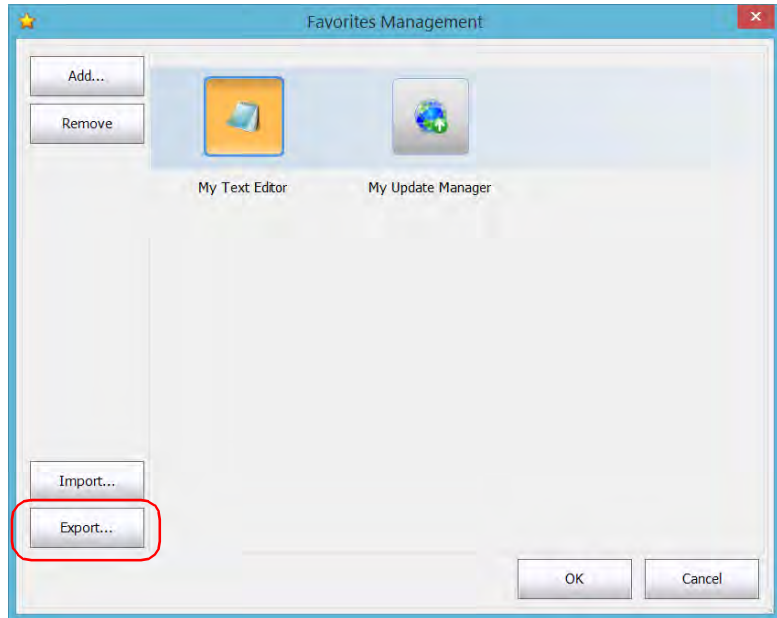 Favorites Management
Add...
Remove
My Text Editor
My Update Manager
Import...
Export...
OK
Cancel